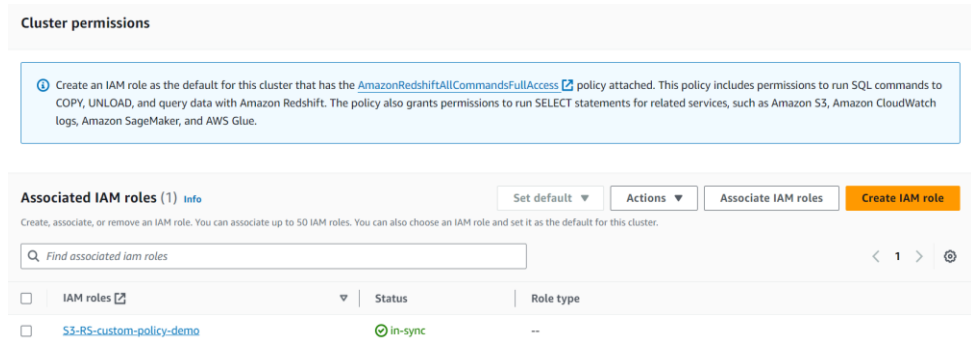 Cluster permissions
Create an IAM role as the default for this cluster that has the AmazonRedshiftAllCommandsFullAccess policy attached. This policy includes permissions to run SQL commands to
COPY, UNLOAD, and query data with Amazon Redshift. The policy also grants permissions to run SELECT statements for related services, such as Amazon S3, Amazon CloudWatch
logs, Amazon SageMaker, and AWS Glue.
Associated IAM roles (1) Info Set default Actions Associate IAM roles Create IAM role
Create, associate, or remove an IAM role. You can associate up to 50 IAM roles. You can also choose an IAM role and set it as the default for this cluster.
Find associated iam roles 1
IAM roles Status Role type
S3-RS-custom-policy-demo in-sync --